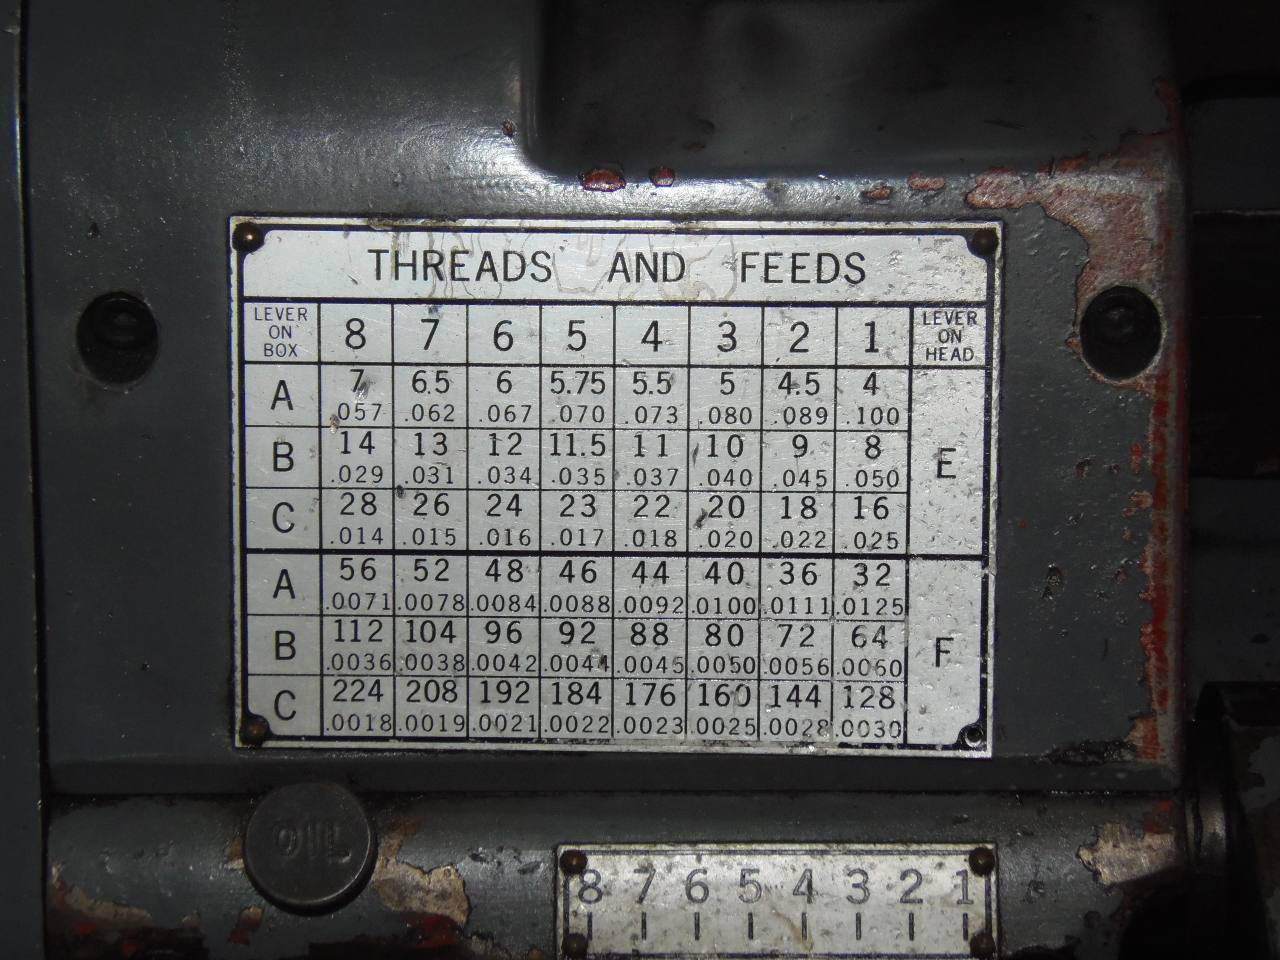 THREADS AND FEEDS
LEVER ON BOX 8 7 6 5 4 3 2 1 LEVER ON HEAD
A 7 6.5 6 5.75 5.5 5 4.5 4 E
.057 .062 .067 .070 .073 .080 .089 .100
B 14 13 12 11.5 11 10 9 8
.029 .031 .034 .035 .037 .040 .045 .050
C 28 26 24 23 22 20 18 16
.014 .015 .016 .017 .018 .020 .022 .025
A 56 52 48 46 44 40 36 32 F
.0071 .0078 .0084 .0088 .0092 .0100 .0111 .0125
B 112 104 96 92 88 80 72 64
.0036 .0038 .0042 .0044 .0045 .0050 .0056 .0060
C 224 208 192 184 176 160 144 128
.0018 .0019 .0021 .0022 .0023 .0025 .0028 .0030
OIL
8 7 6 5 4 3 2 1